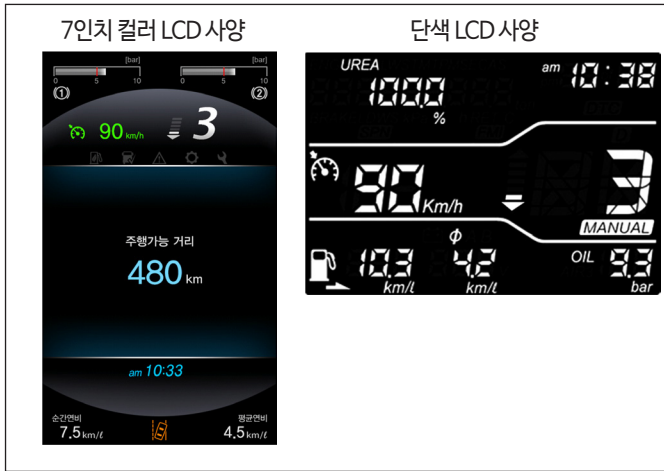 7인치 컬러 LCD 사양
[bar]
[bar]
0 5 10
0 5 10
(1)
(2)
90 km/h
3
주행가능 거리
480 km
am 10:33
순간연비
7.5 km/ℓ
평균연비
4.5 km/ℓ
단색 LCD 사양
UREA
100.0
%
am 10:38
90 Km/h
3
MANUAL
10.3
km/ℓ
Φ
4.2
km/ℓ
OIL
9.3
bar